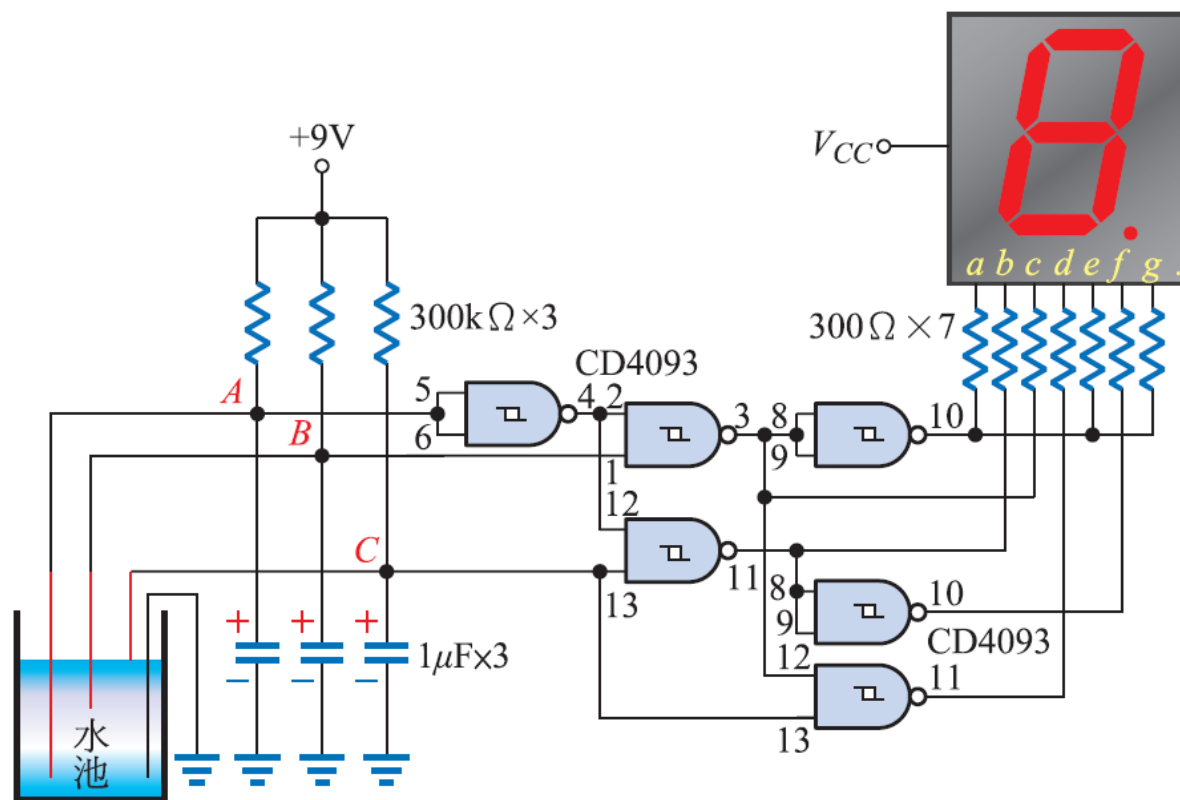 +9V
V_CC
a b c d e f g .
300kΩ×3
300Ω×7
CD4093
A
B
C
5
6
4 2
1
3
8
9
10
12
13
11
8
9
10
CD4093
12
13
11
+ + +
1μF×3
− − −
水
池